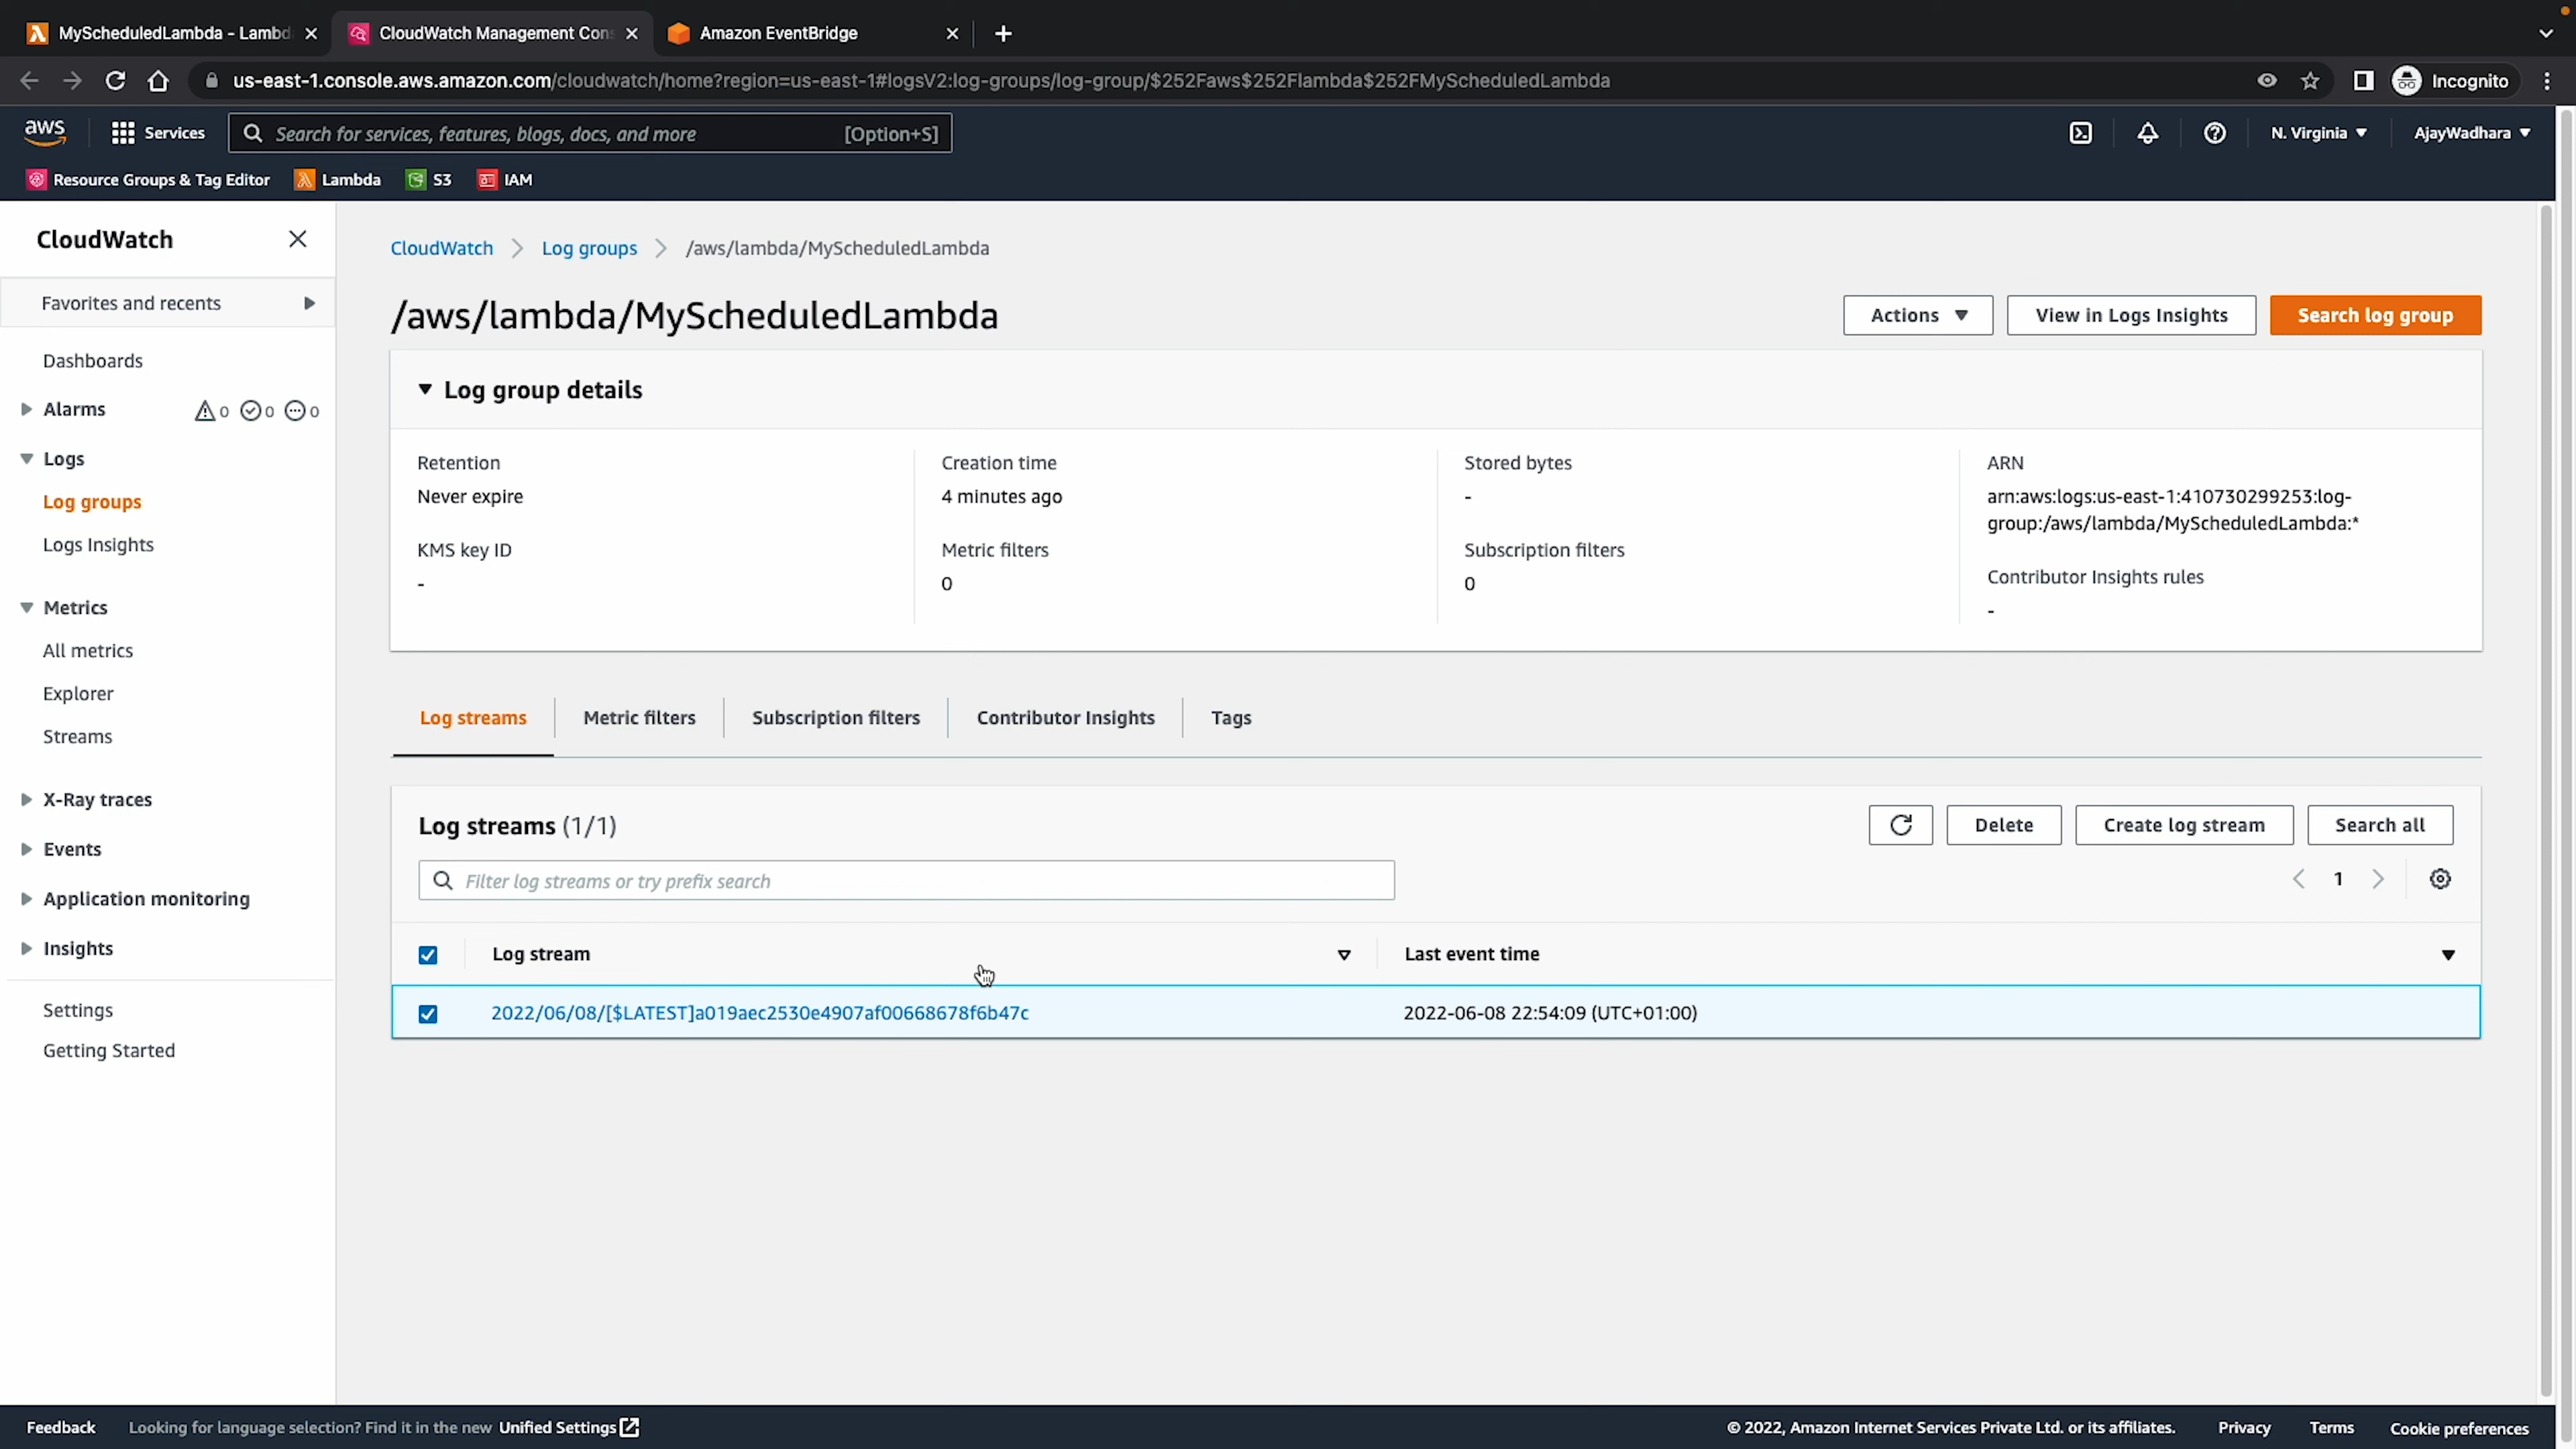 MyScheduledLambda - Lambd
CloudWatch Management Con
Amazon EventBridge
us-east-1.console.aws.amazon.com/cloudwatch/home?region=us-east-1#logsV2:log-groups/log-group/$252Faws$252Flambda$252FMyScheduledLambda
Incognito
aws
Services
Search for services, features, blogs, docs, and more
[Option+S]
N. Virginia
AjayWadhara
Resource Groups & Tag Editor
Lambda
S3
IAM
CloudWatch
Favorites and recents
Dashboards
Alarms
0
0
0
Logs
Log groups
Logs Insights
Metrics
All metrics
Explorer
Streams
X-Ray traces
Events
Application monitoring
Insights
Settings
Getting Started
CloudWatch
Log groups
/aws/lambda/MyScheduledLambda
/aws/lambda/MyScheduledLambda
Actions
View in Logs Insights
Search log group
Log group details
Retention
Never expire
KMS key ID
-
Creation time
4 minutes ago
Metric filters
0
Stored bytes
-
Subscription filters
0
ARN
arn:aws:logs:us-east-1:410730299253:log-
group:/aws/lambda/MyScheduledLambda:*
Contributor Insights rules
-
Log streams
Metric filters
Subscription filters
Contributor Insights
Tags
Log streams (1/1)
Delete
Create log stream
Search all
Filter log streams or try prefix search
1
Log stream
Last event time
2022/06/08/[$LATEST]a019aec2530e4907af00668678f6b47c
2022-06-08 22:54:09 (UTC+01:00)
Feedback
Looking for language selection? Find it in the new Unified Settings
© 2022, Amazon Internet Services Private Ltd. or its affiliates.
Privacy
Terms
Cookie preferences